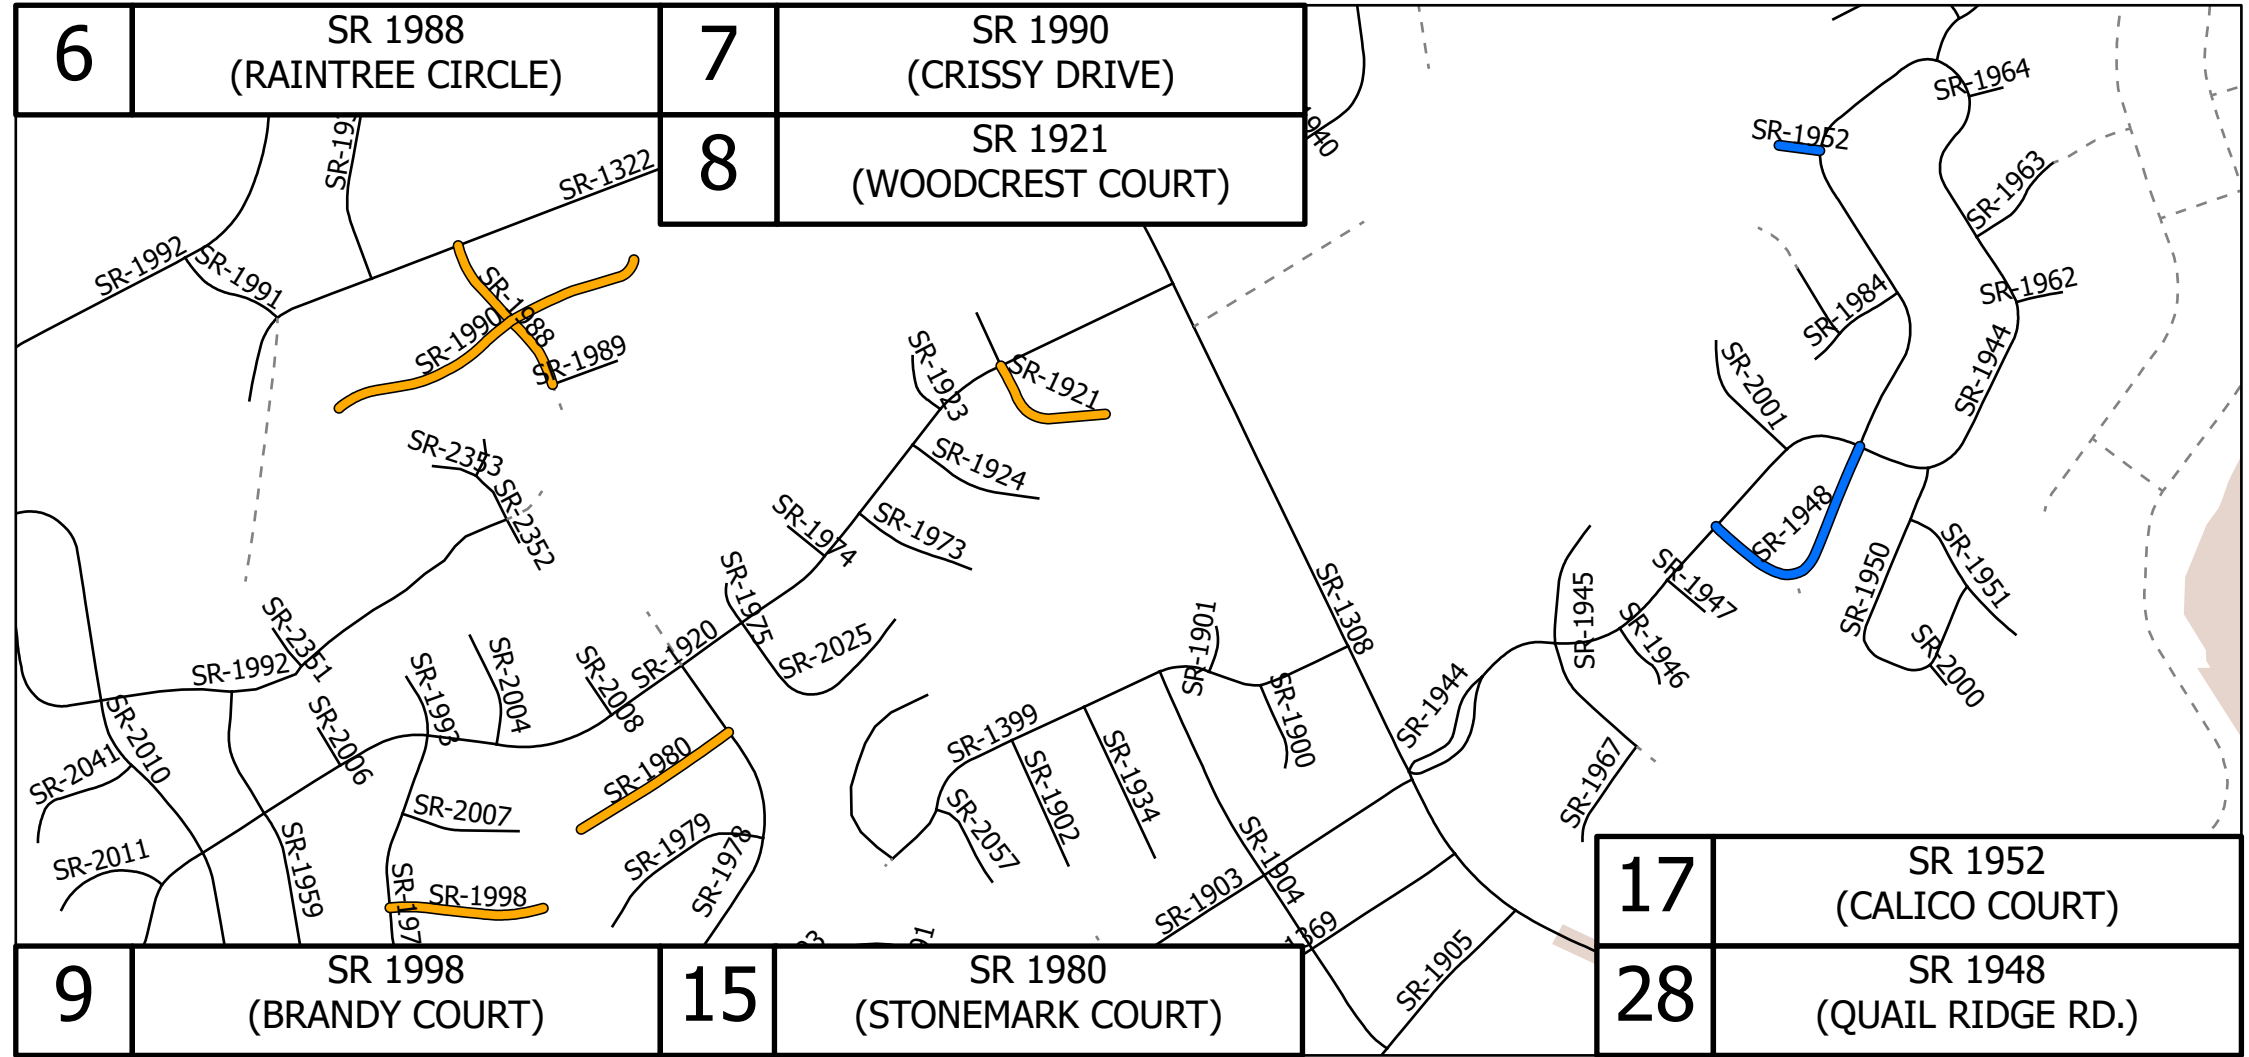 6
SR 1988
(RAINTREE CIRCLE)
7
SR 1990
(CRISSY DRIVE)
8
SR 1921
(WOODCREST COURT)
SR-1322
SR-1992
SR-1991
SR-1988
SR-1990
SR-1989
SR-1964
SR-1952
SR-1963
SR-1962
SR-1984
SR-1944
SR-2001
SR-1923
SR-1921
SR-1924
SR-1973
SR-1974
SR-2353
SR-2352
SR-1948
SR-1950
SR-1951
SR-2000
SR-1947
SR-1946
SR-1945
SR-1967
SR-1944
SR-1308
SR-1975
SR-2025
SR-1920
SR-2008
SR-2004
SR-1993
SR-2351
SR-1992
SR-2006
SR-2010
SR-2041
SR-2011
SR-1959
SR-2007
SR-1998
SR-1980
SR-1979
SR-1978
SR-1901
SR-1900
SR-1399
SR-1902
SR-1934
SR-2057
SR-1904
SR-1903
SR-1905
17
SR 1952
(CALICO COURT)
9
SR 1998
(BRANDY COURT)
15
SR 1980
(STONEMARK COURT)
28
SR 1948
(QUAIL RIDGE RD.)